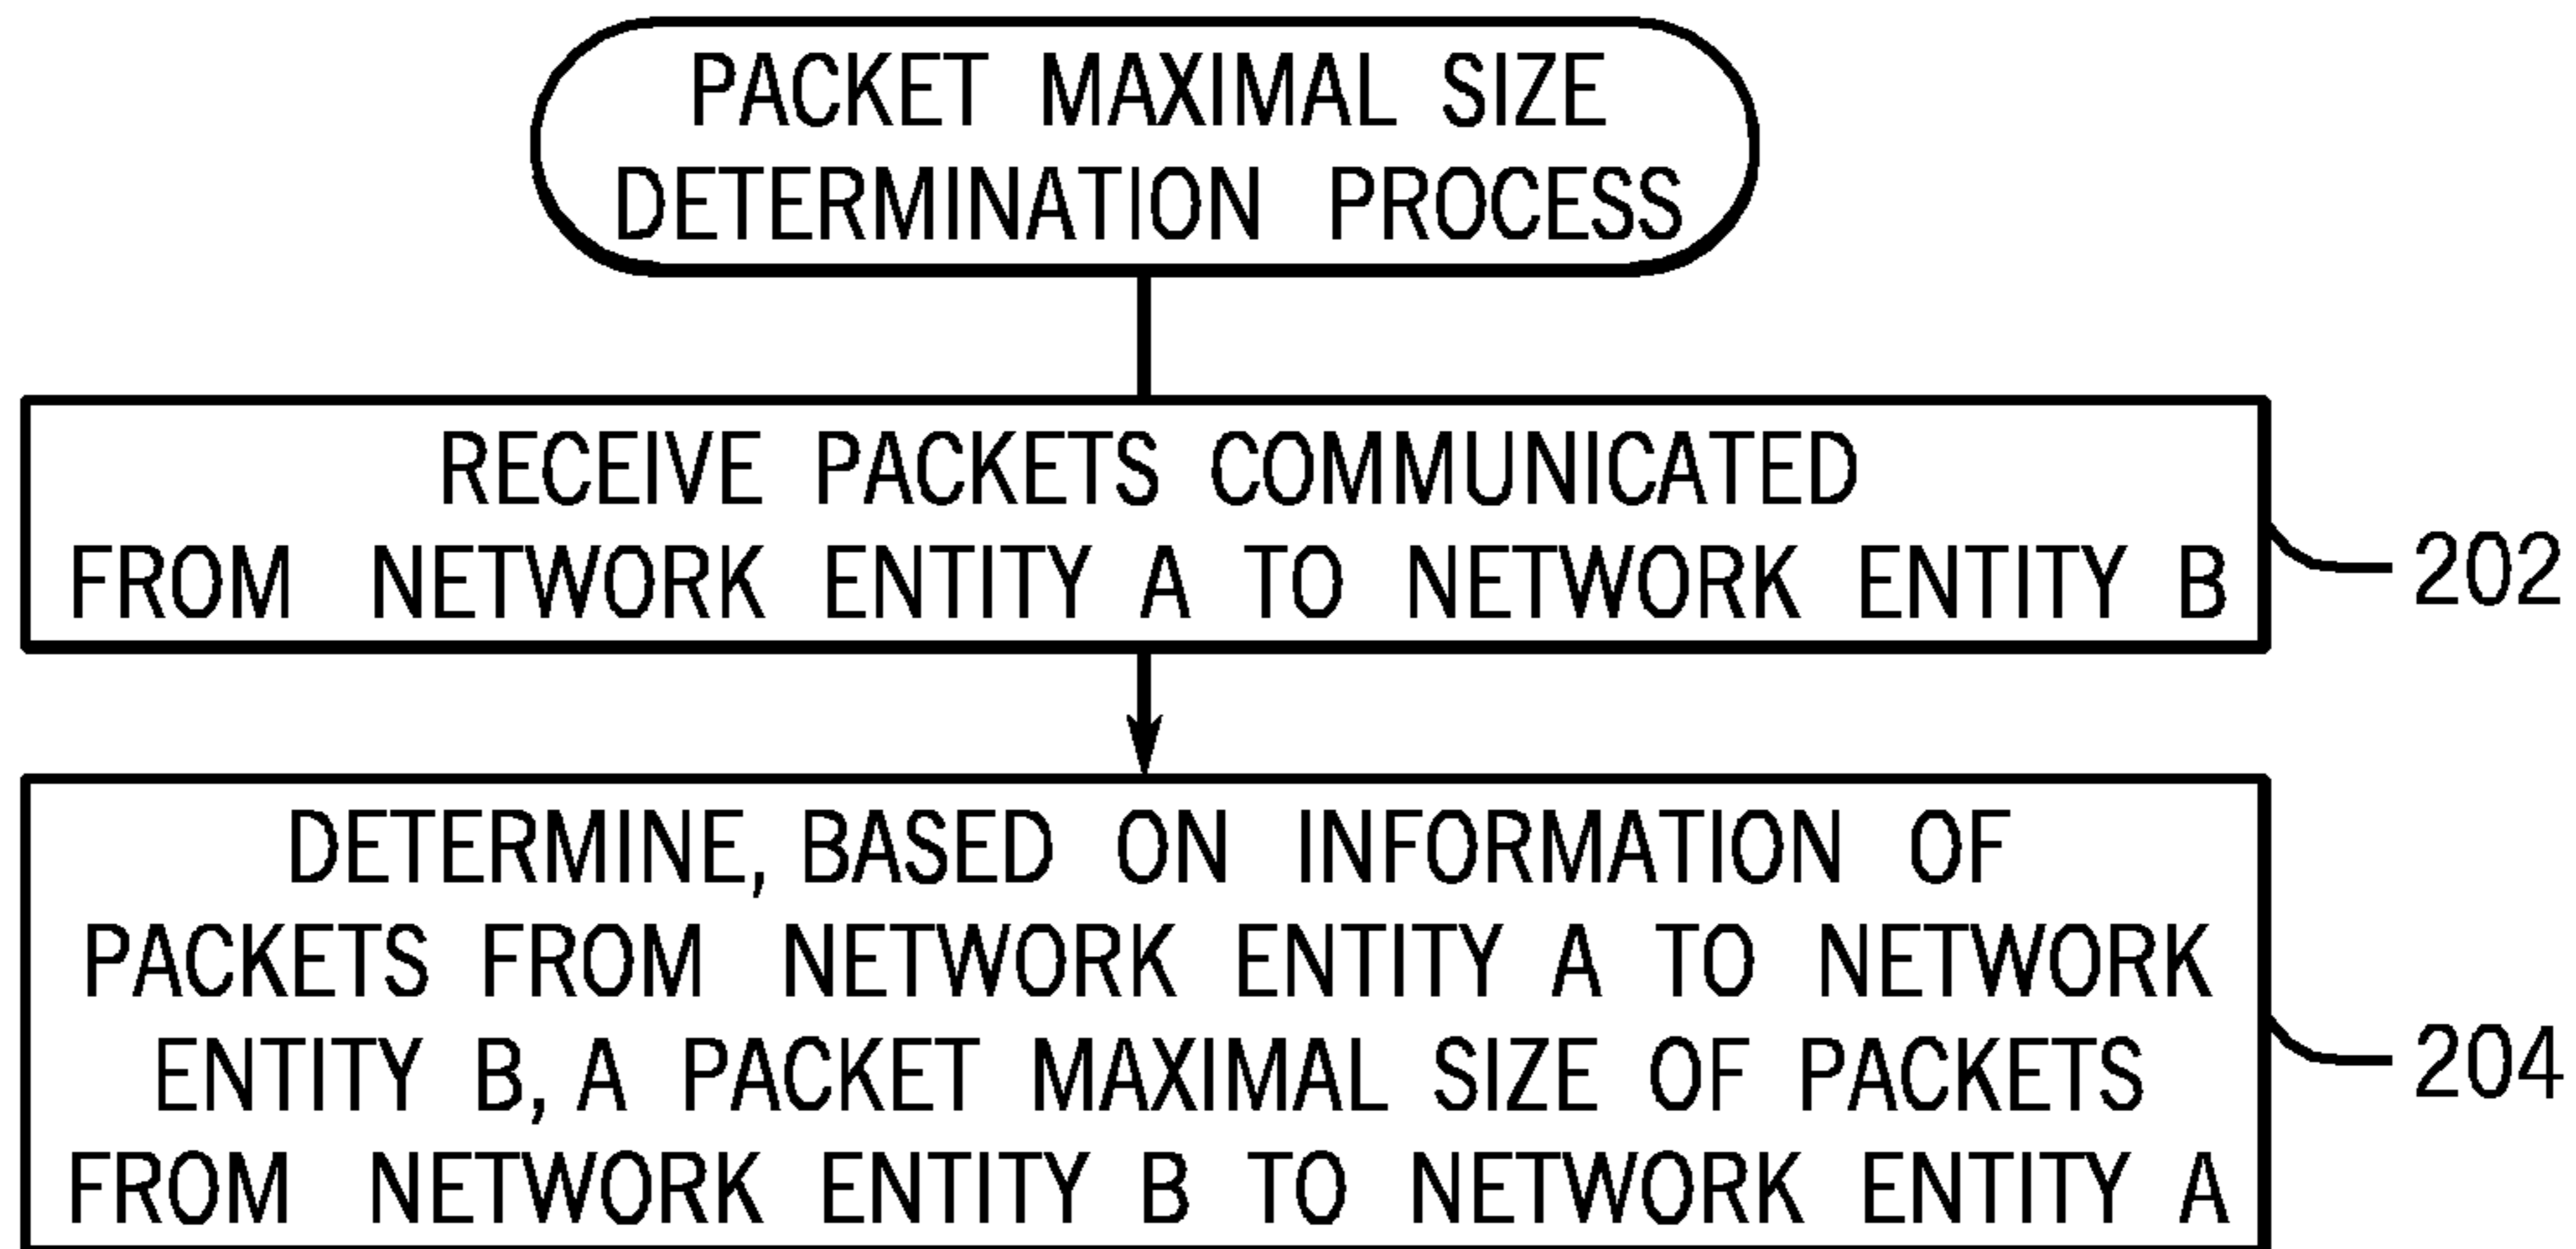 PACKET MAXIMAL SIZE
DETERMINATION PROCESS
RECEIVE PACKETS COMMUNICATED
FROM NETWORK ENTITY A TO NETWORK ENTITY B
202
DETERMINE, BASED ON INFORMATION OF
PACKETS FROM NETWORK ENTITY A TO NETWORK
ENTITY B, A PACKET MAXIMAL SIZE OF PACKETS
FROM NETWORK ENTITY B TO NETWORK ENTITY A
204